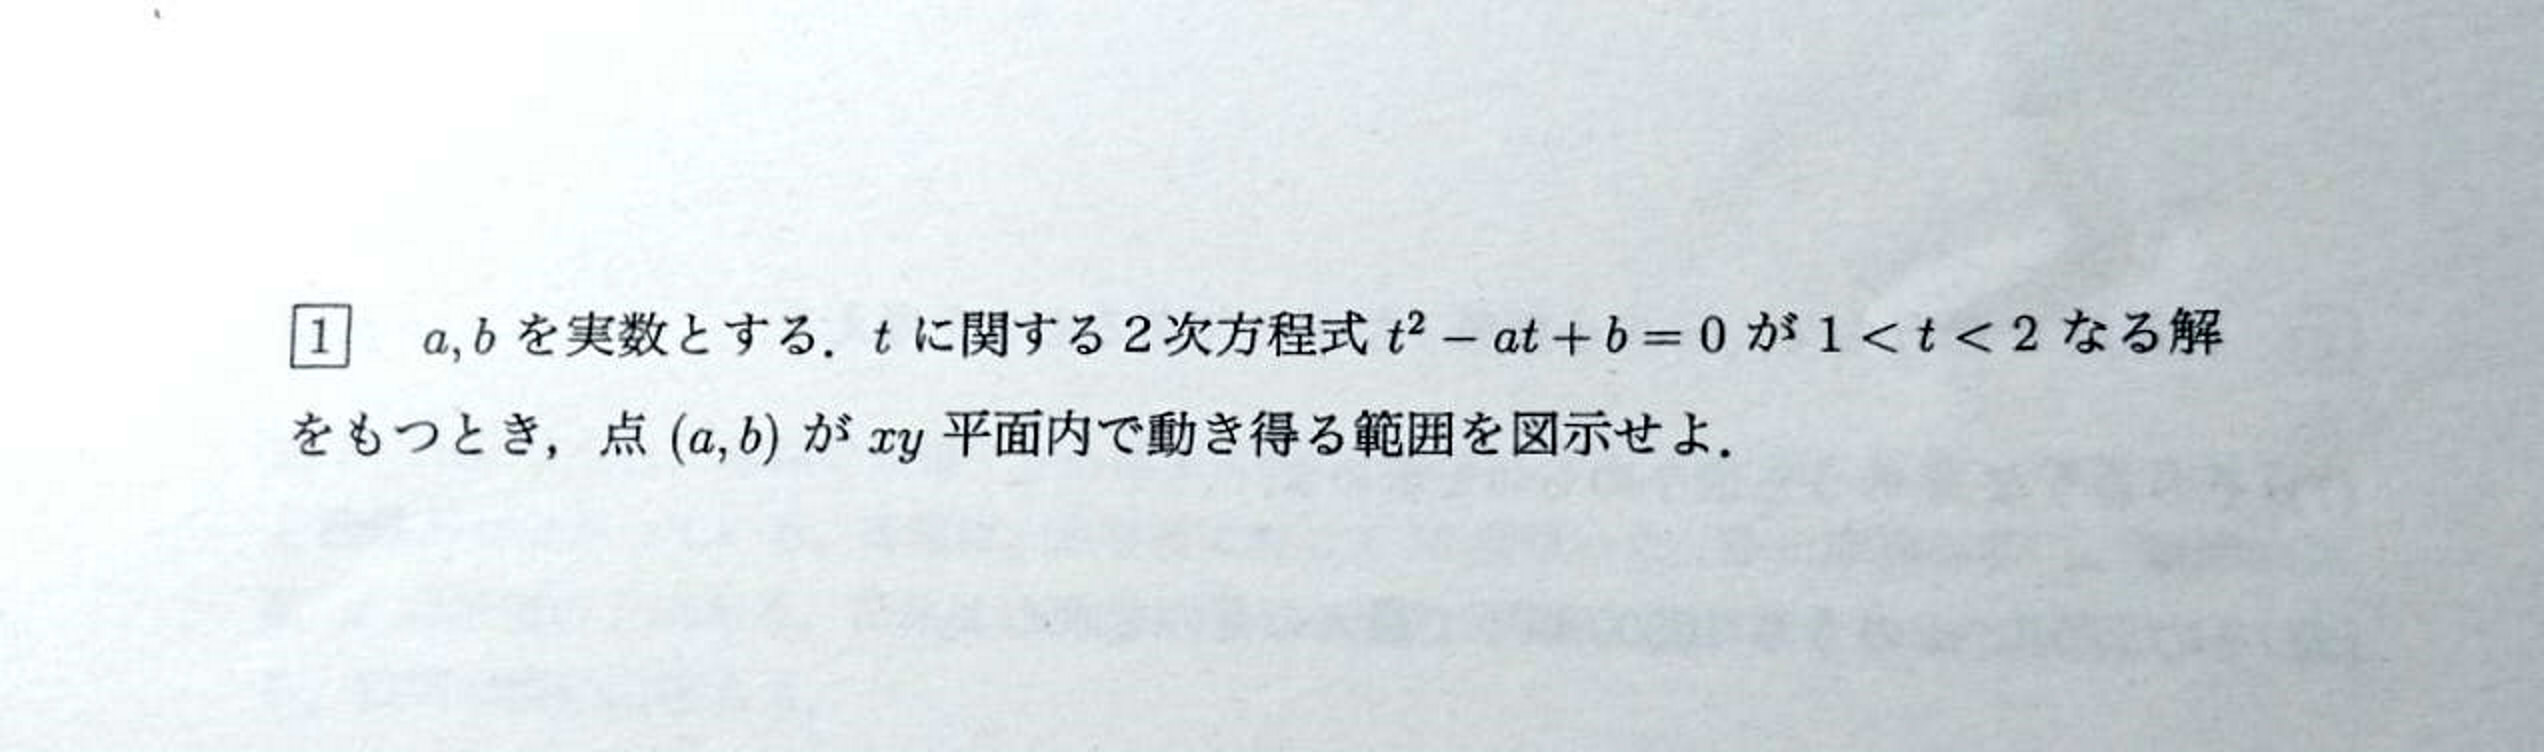 1 a, b を実数とする．t に関する２次方程式 t² − at + b = 0 が 1 < t < 2 なる解
をもつとき，点 (a, b) が xy 平面内で動き得る範囲を図示せよ．